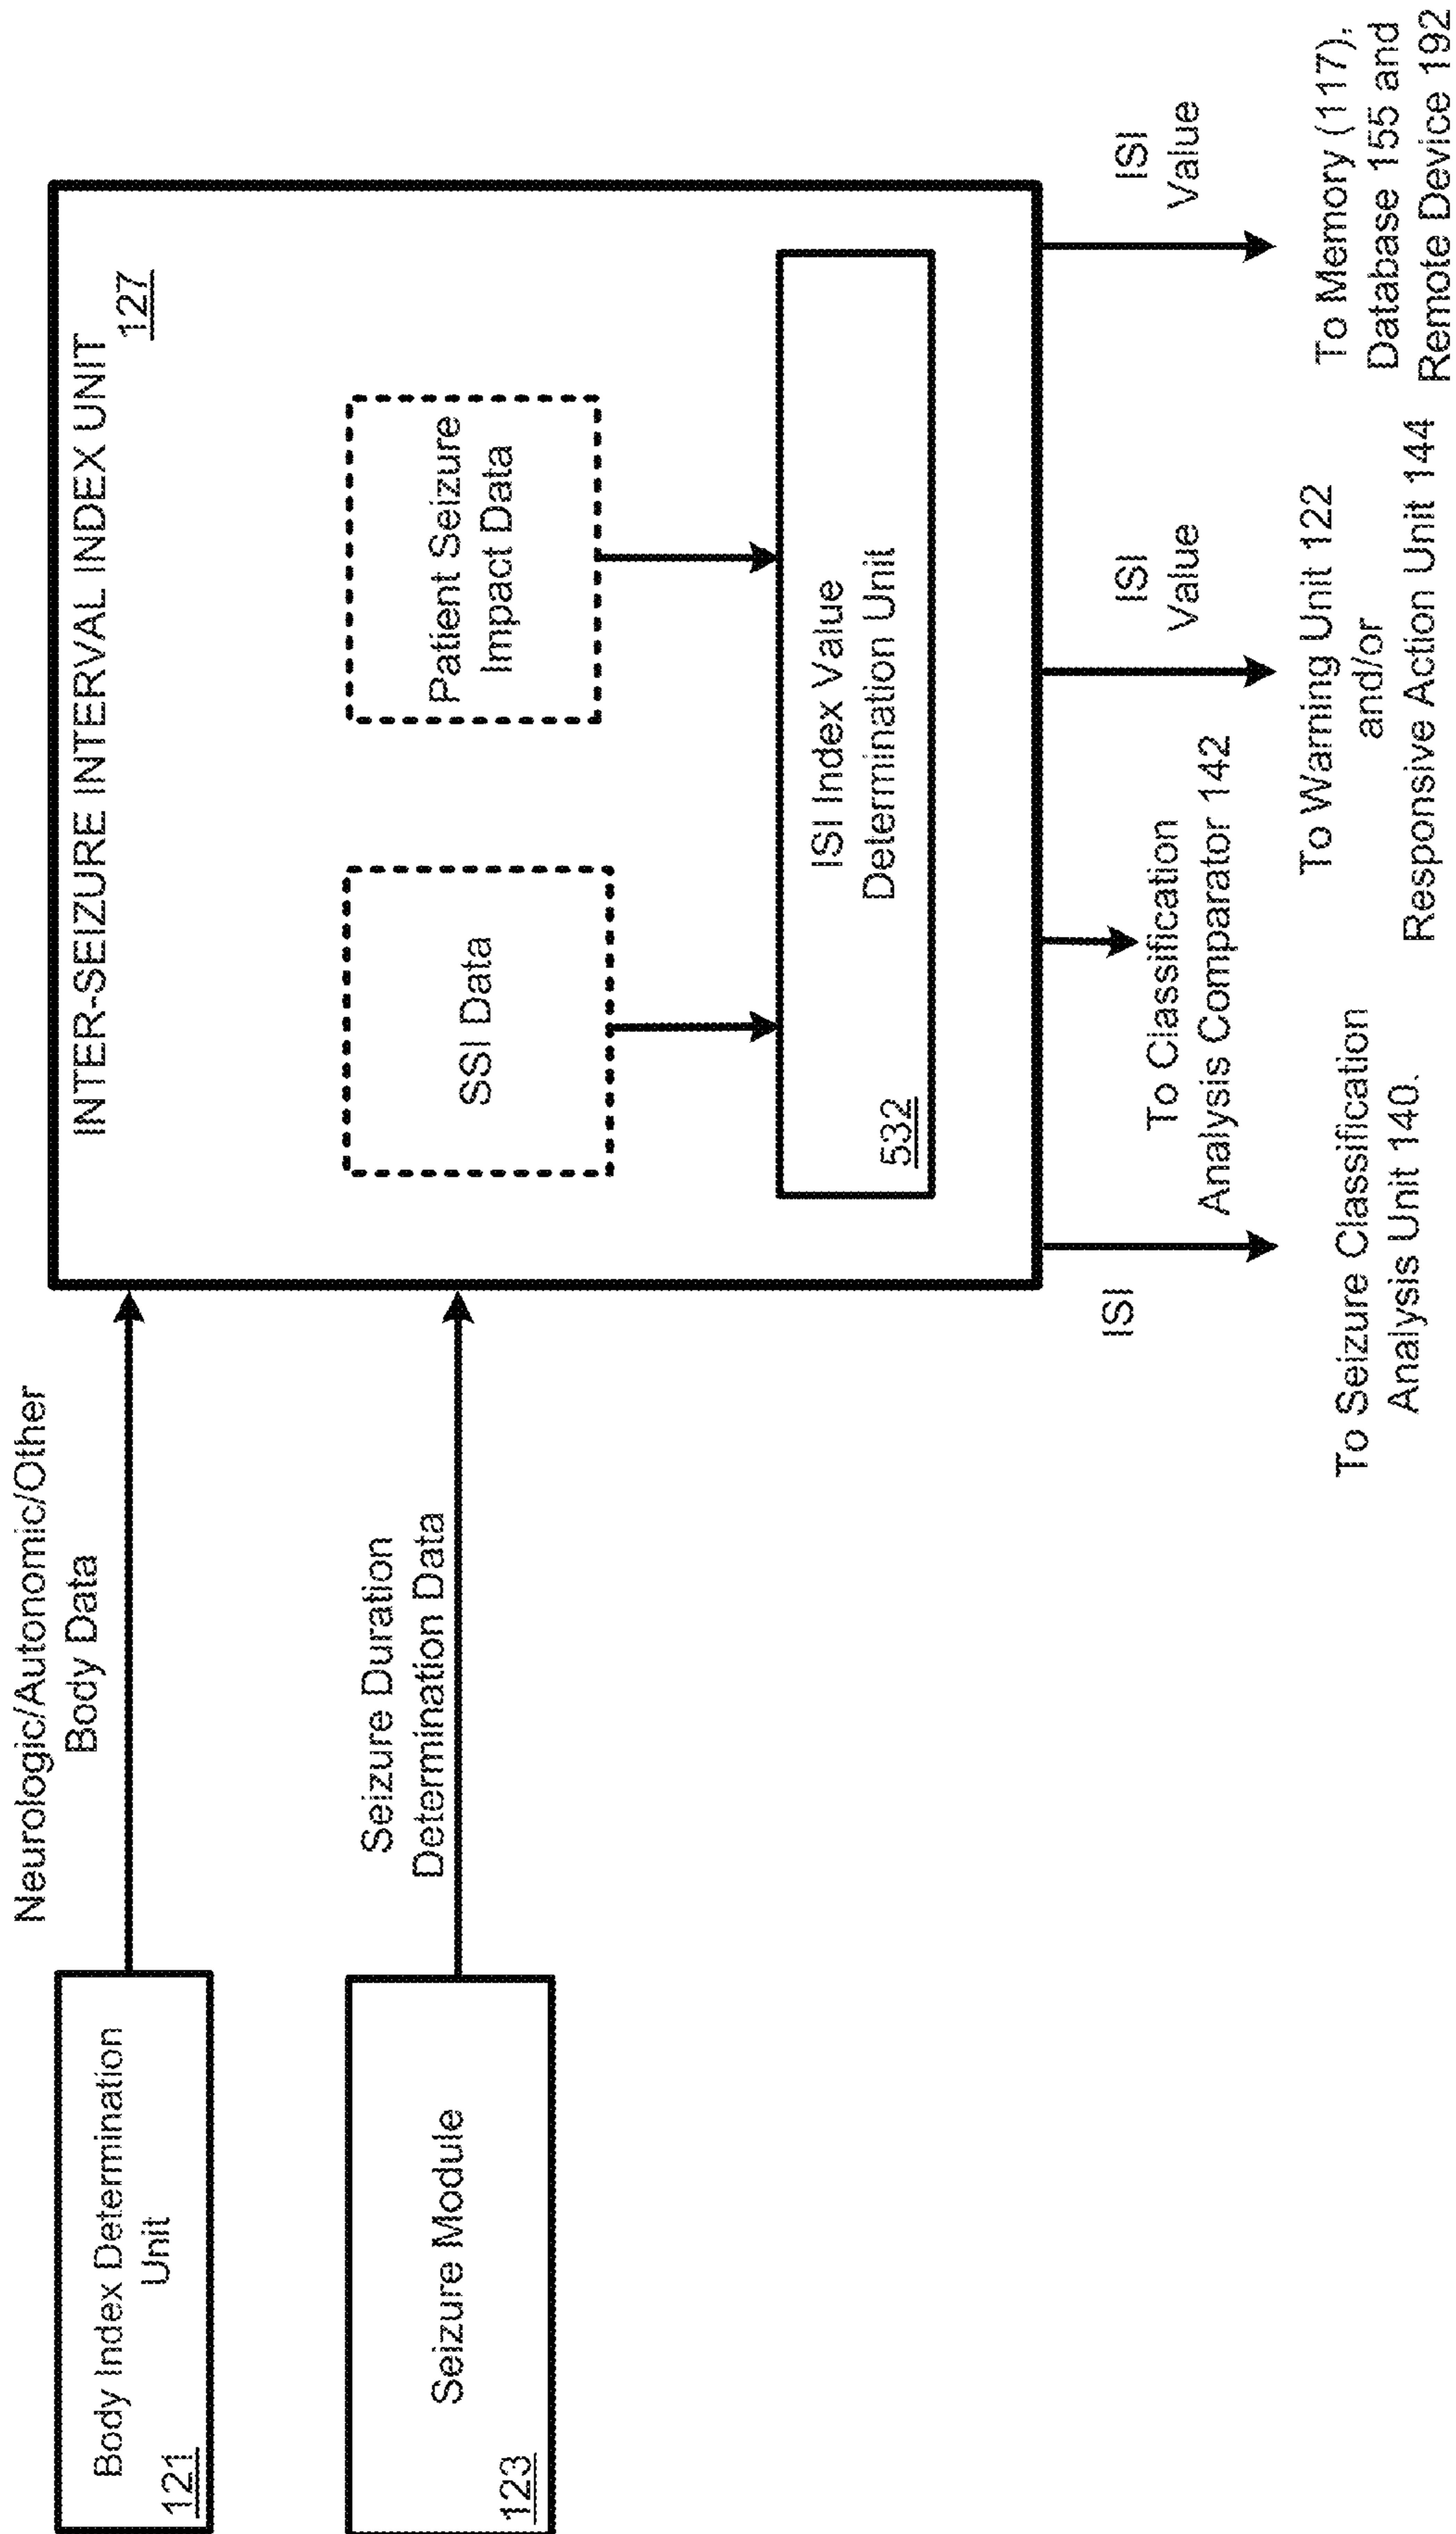 Body Index Determination
Unit
121
Neurologic/Autonomic/Other
Body Data
Seizure Module
123
Seizure Duration
Determination Data
INTER-SEIZURE INTERVAL INDEX UNIT
127
SSI Data
Patient Seizure
Impact Data
ISI Index Value
Determination Unit
532
ISI
To Seizure Classification
Analysis Unit 140.
To Classification
Analysis Comparator 142
ISI
Value
To Warning Unit 122
and/or
Responsive Action Unit 144
ISI
Value
To Memory (117),
Database 155 and
Remote Device 192